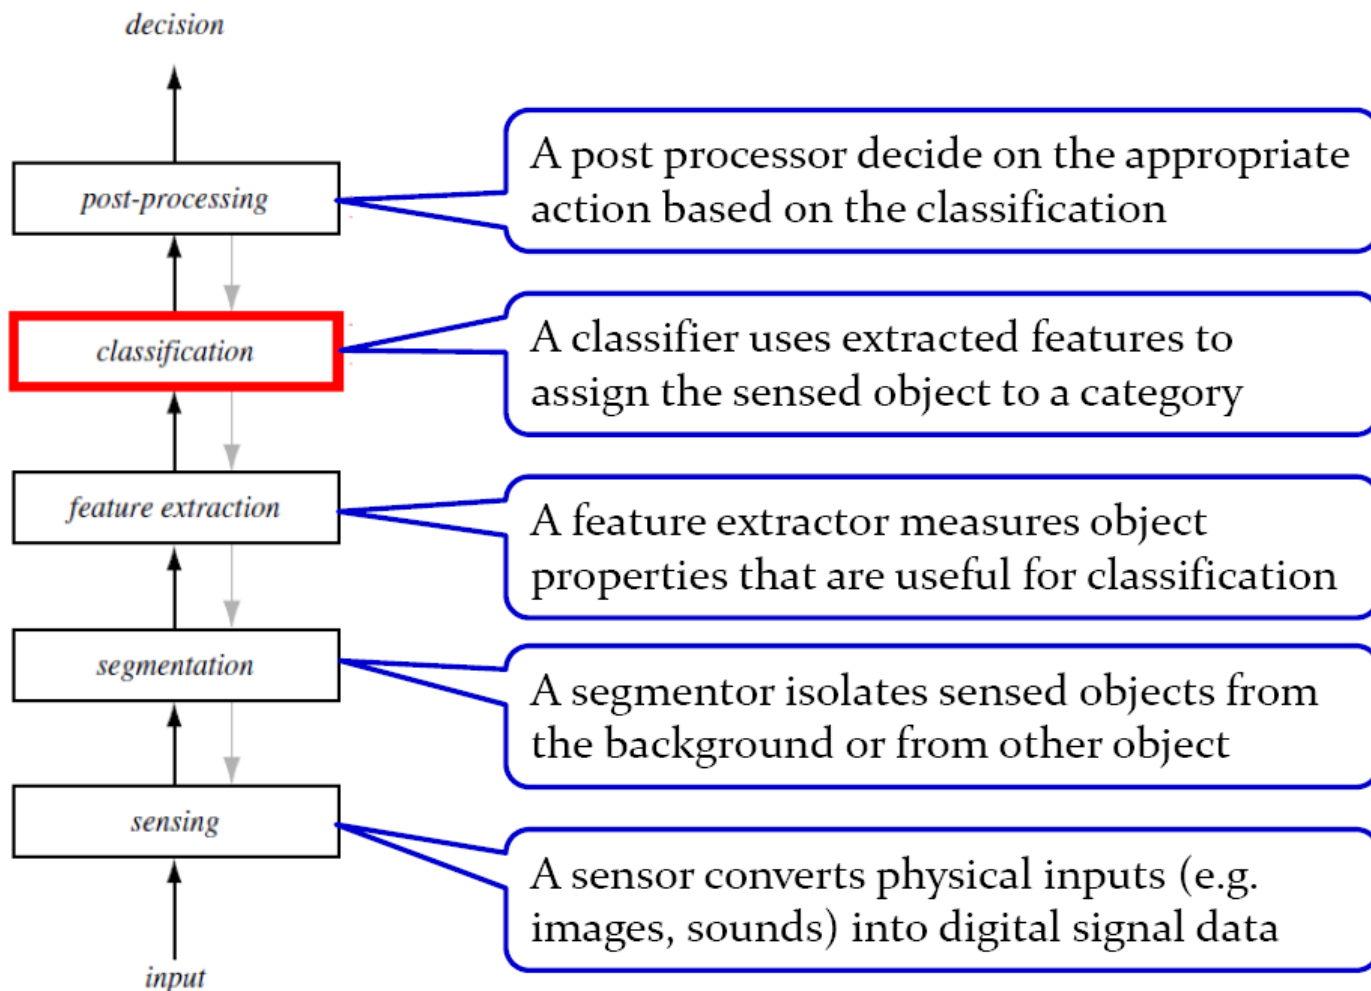 decision
post-processing
A post processor decide on the appropriate
action based on the classification
classification
A classifier uses extracted features to
assign the sensed object to a category
feature extraction
A feature extractor measures object
properties that are useful for classification
segmentation
A segmentor isolates sensed objects from
the background or from other object
sensing
A sensor converts physical inputs (e.g.
images, sounds) into digital signal data
input